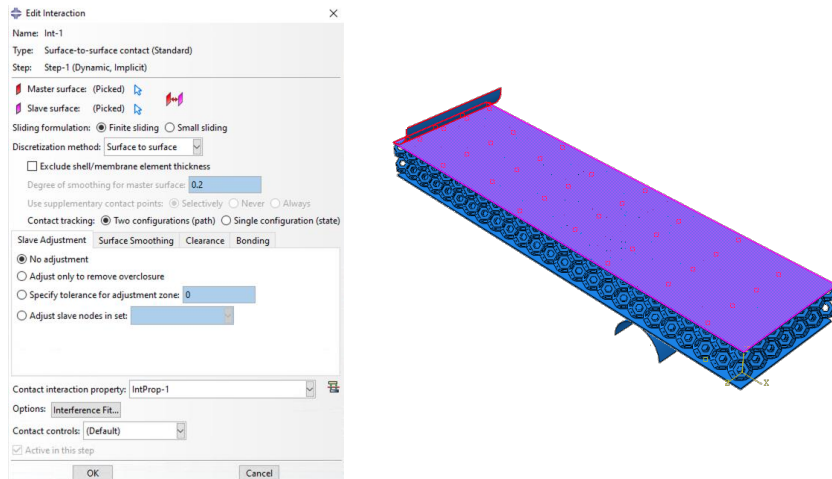 Edit Interaction
Name: Int-1
Type: Surface-to-surface contact (Standard)
Step: Step-1 (Dynamic, Implicit)
Master surface: (Picked)
Slave surface: (Picked)
Sliding formulation: Finite sliding Small sliding
Discretization method: Surface to surface
Exclude shell/membrane element thickness
Degree of smoothing for master surface: 0.2
Use supplementary contact points: Selectively Never Always
Contact tracking: Two configurations (path) Single configuration (state)
Slave Adjustment Surface Smoothing Clearance Bonding
No adjustment
Adjust only to remove overclosure
Specify tolerance for adjustment zone: 0
Adjust slave nodes in set:
Contact interaction property: IntProp-1
Options: Interference Fit...
Contact controls: (Default)
Active in this step
OK Cancel
X